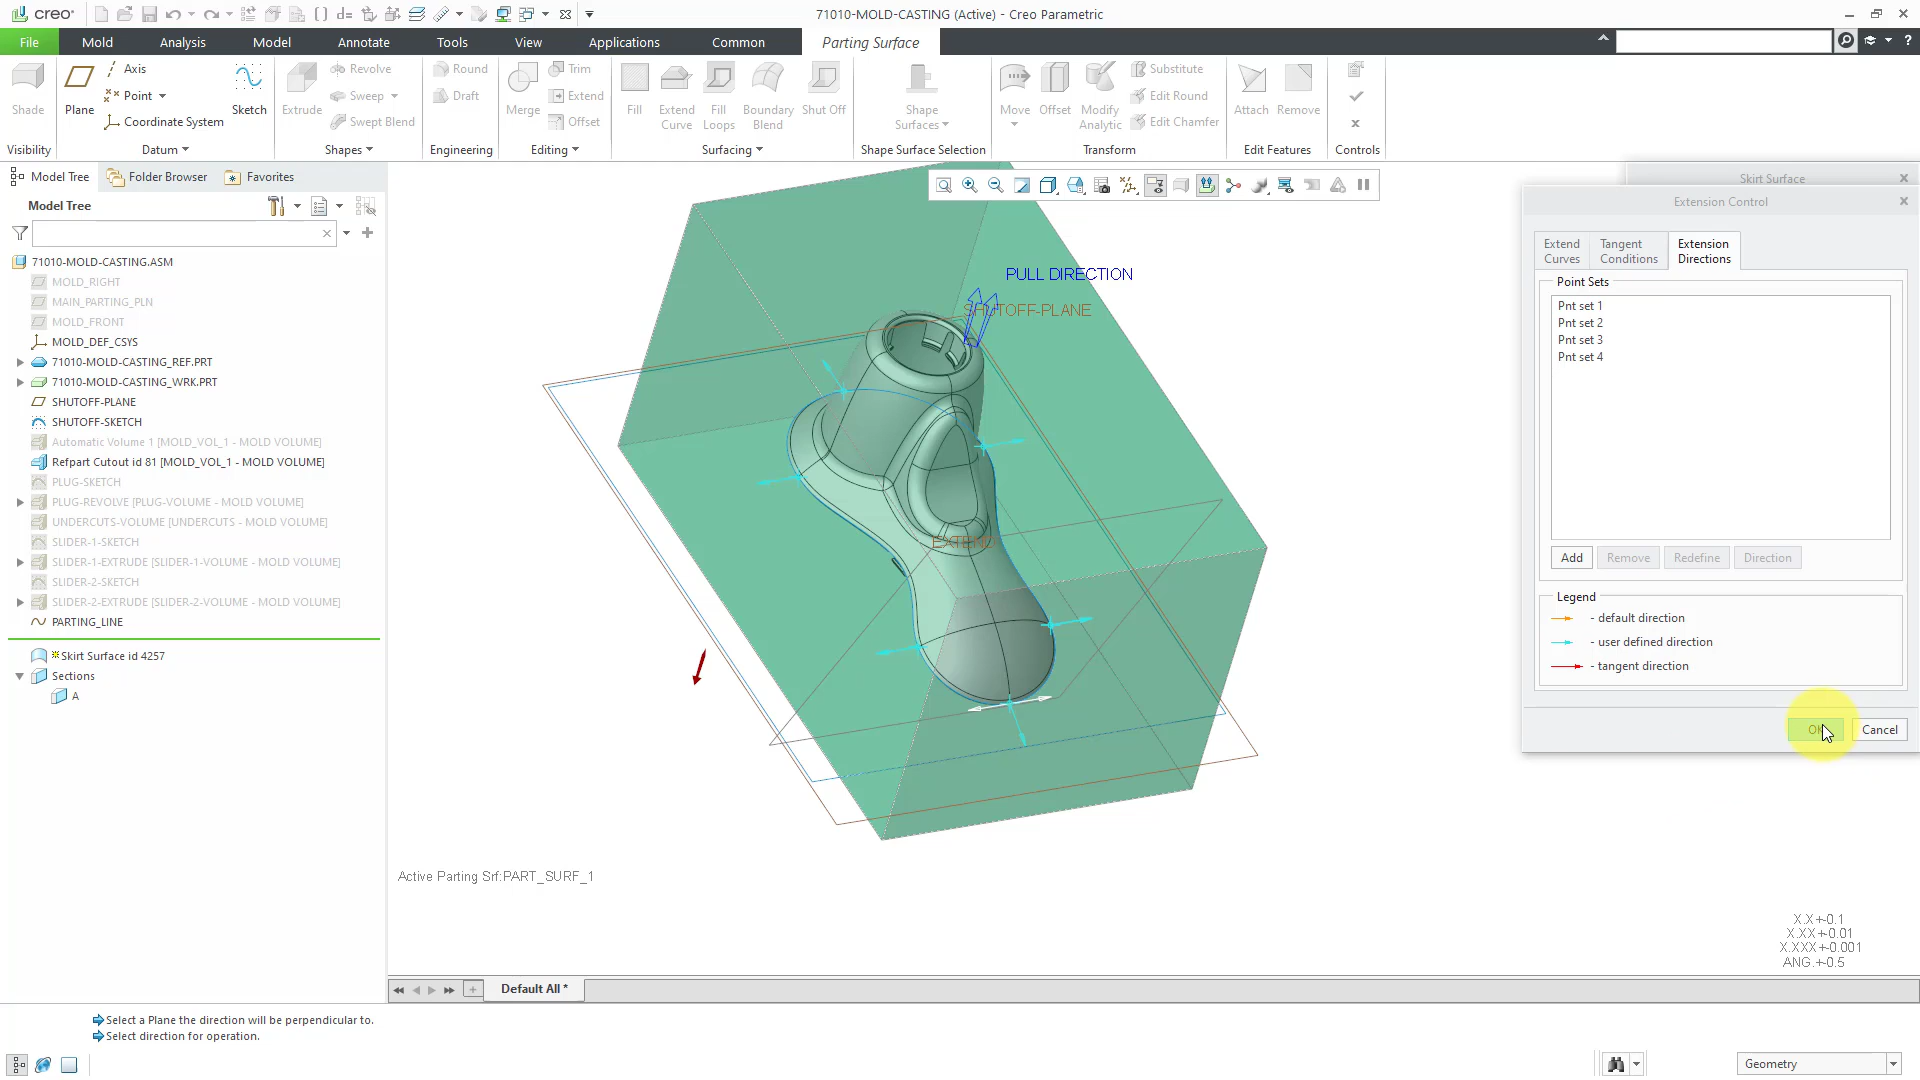 creo
71010-MOLD-CASTING (Active) - Creo Parametric
File
Mold
Analysis
Model
Annotate
Tools
View
Applications
Common
Parting Surface
Shade
Visibility
Plane
Axis
Point
Coordinate System
Sketch
Datum
Extrude
Revolve
Sweep
Swept Blend
Shapes
Round
Draft
Engineering
Merge
Trim
Extend
Offset
Editing
Fill
Extend Curve
Fill Loops
Boundary Blend
Shut Off
Surfacing
Shape Surfaces
Shape Surface Selection
Move
Offset
Modify Analytic
Substitute
Edit Round
Edit Chamfer
Transform
Attach
Remove
Edit Features
Controls
Model Tree
Folder Browser
Favorites
Model Tree
71010-MOLD-CASTING.ASM
MOLD_RIGHT
MAIN_PARTING_PLN
MOLD_FRONT
MOLD_DEF_CSYS
71010-MOLD-CASTING_REF.PRT
71010-MOLD-CASTING_WRK.PRT
SHUTOFF-PLANE
SHUTOFF-SKETCH
Automatic Volume 1 [MOLD_VOL_1 - MOLD VOLUME]
Refpart Cutout id 81 [MOLD_VOL_1 - MOLD VOLUME]
PLUG-SKETCH
PLUG-REVOLVE [PLUG-VOLUME - MOLD VOLUME]
UNDERCUTS-VOLUME [UNDERCUTS - MOLD VOLUME]
SLIDER-1-SKETCH
SLIDER-1-EXTRUDE [SLIDER-1-VOLUME - MOLD VOLUME]
SLIDER-2-SKETCH
SLIDER-2-EXTRUDE [SLIDER-2-VOLUME - MOLD VOLUME]
PARTING_LINE
Skirt Surface id 4257
Sections
A
PULL DIRECTION
SHUTOFF-PLANE
EXTEND
Active Parting Srf:PART_SURF_1
X.X+-0.1
X.XX+-0.01
X.XXX+-0.001
ANG.+-0.5
Skirt Surface
Extension Control
Extend Curves
Tangent Conditions
Extension Directions
Point Sets
Pnt set 1
Pnt set 2
Pnt set 3
Pnt set 4
Add
Remove
Redefine
Direction
Legend
- default direction
- user defined direction
- tangent direction
OK
Cancel
Default All *
Select a Plane the direction will be perpendicular to.
Select direction for operation.
Geometry